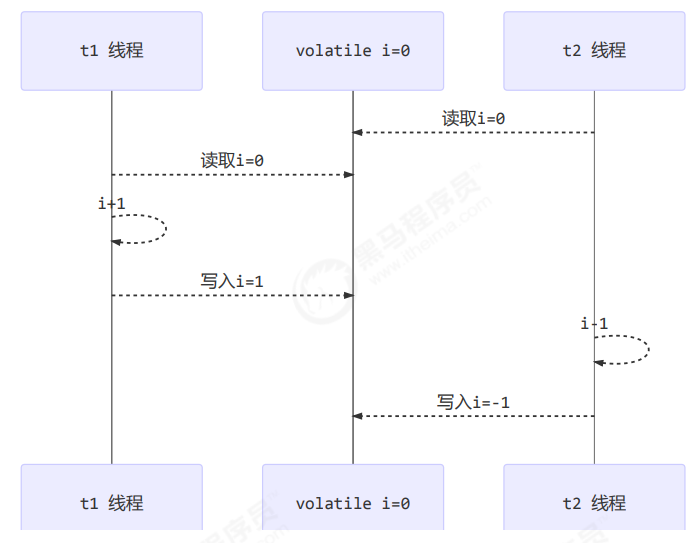 t1 线程
volatile i=0
t2 线程
读取i=0
读取i=0
i+1
写入i=1
i-1
写入i=-1
t1 线程
volatile i=0
t2 线程
黑马程序员
www.itheima.com